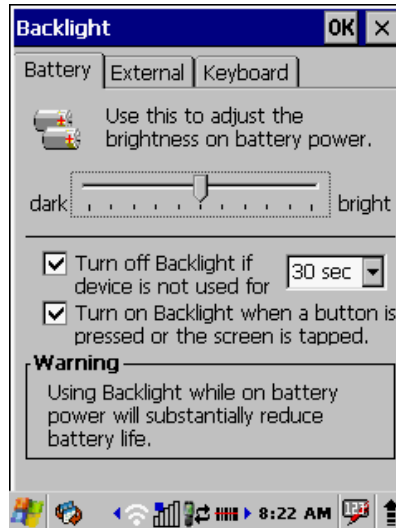 Backlight OK ×
Battery External Keyboard
Use this to adjust the
brightness on battery power.
dark bright
Turn off Backlight if
device is not used for 30 sec
Turn on Backlight when a button is
pressed or the screen is tapped.
Warning
Using Backlight while on battery
power will substantially reduce
battery life.
8:22 AM 123